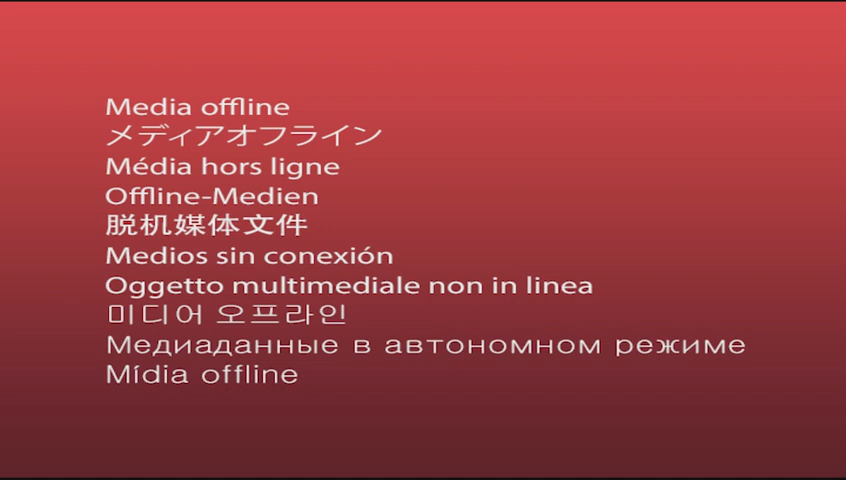 Media offline
メディアオフライン
Média hors ligne
Offline-Medien
脱机媒体文件
Medios sin conexión
Oggetto multimediale non in linea
미디어 오프라인
Медиаданные в автономном режиме
Mídia offline